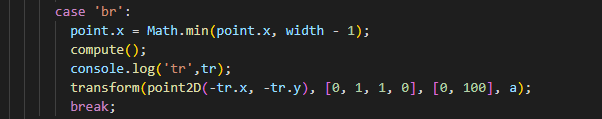 case 'br':
point.x = Math.min(point.x, width - 1);
compute();
console.log('tr',tr);
transform(point2D(-tr.x, -tr.y), [0, 1, 1, 0], [0, 100], a);
break;